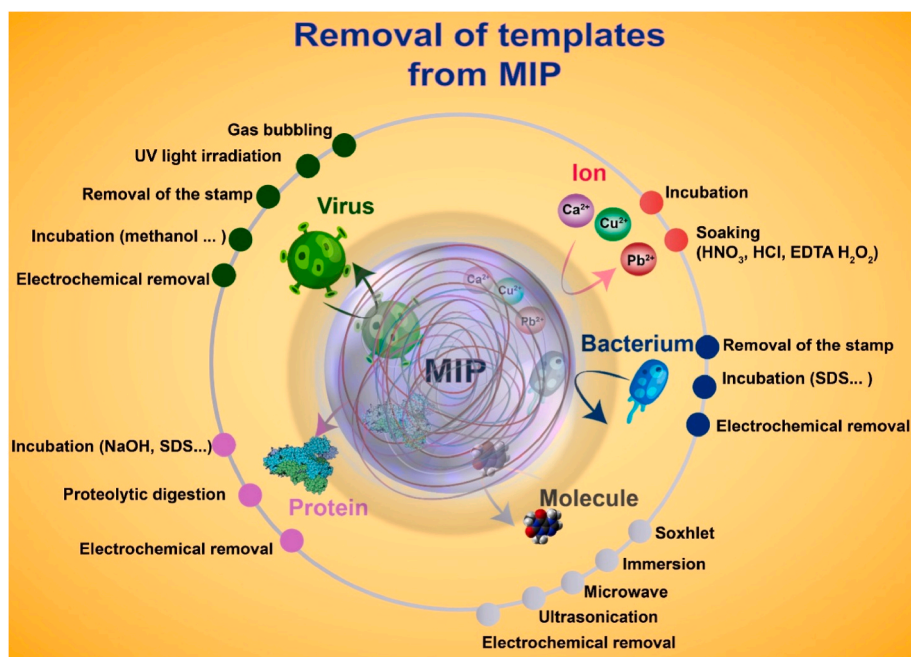 Removal of templates
from MIP
Gas bubbling
UV light irradiation
Removal of the stamp
Incubation (methanol ... )
Electrochemical removal
Virus
Ion
Ca²⁺
Cu²⁺
Pb²⁺
Incubation
Soaking
(HNO₃, HCl, EDTA H₂O₂)
Ca²⁺
Cu²⁺
Pb²⁺
MIP
Bacterium
Removal of the stamp
Incubation (SDS... )
Electrochemical removal
Incubation (NaOH, SDS...)
Proteolytic digestion
Electrochemical removal
Protein
Molecule
Soxhlet
Immersion
Microwave
Ultrasonication
Electrochemical removal